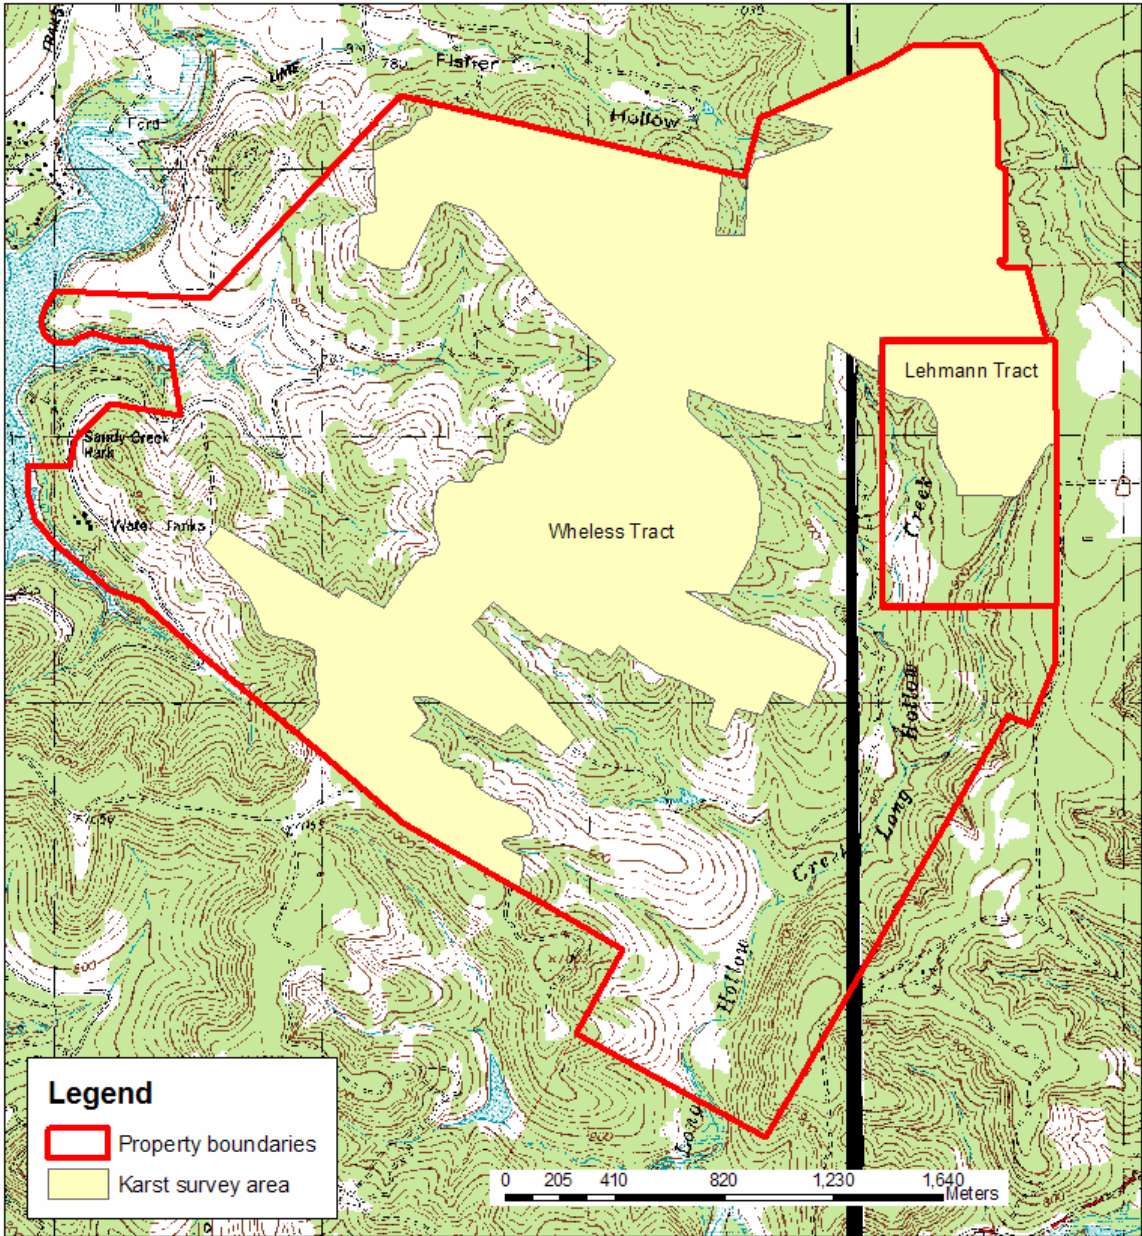 Fisher
Hollow
Lehmann Tract
Sandy Creek
Park
Creek
Water Tanks
Wheless Tract
Hollow
Long
Creek
Hollow
Long
800
Legend
Property boundaries
Karst survey area
0 205 410 820 1,230 1,640
Meters